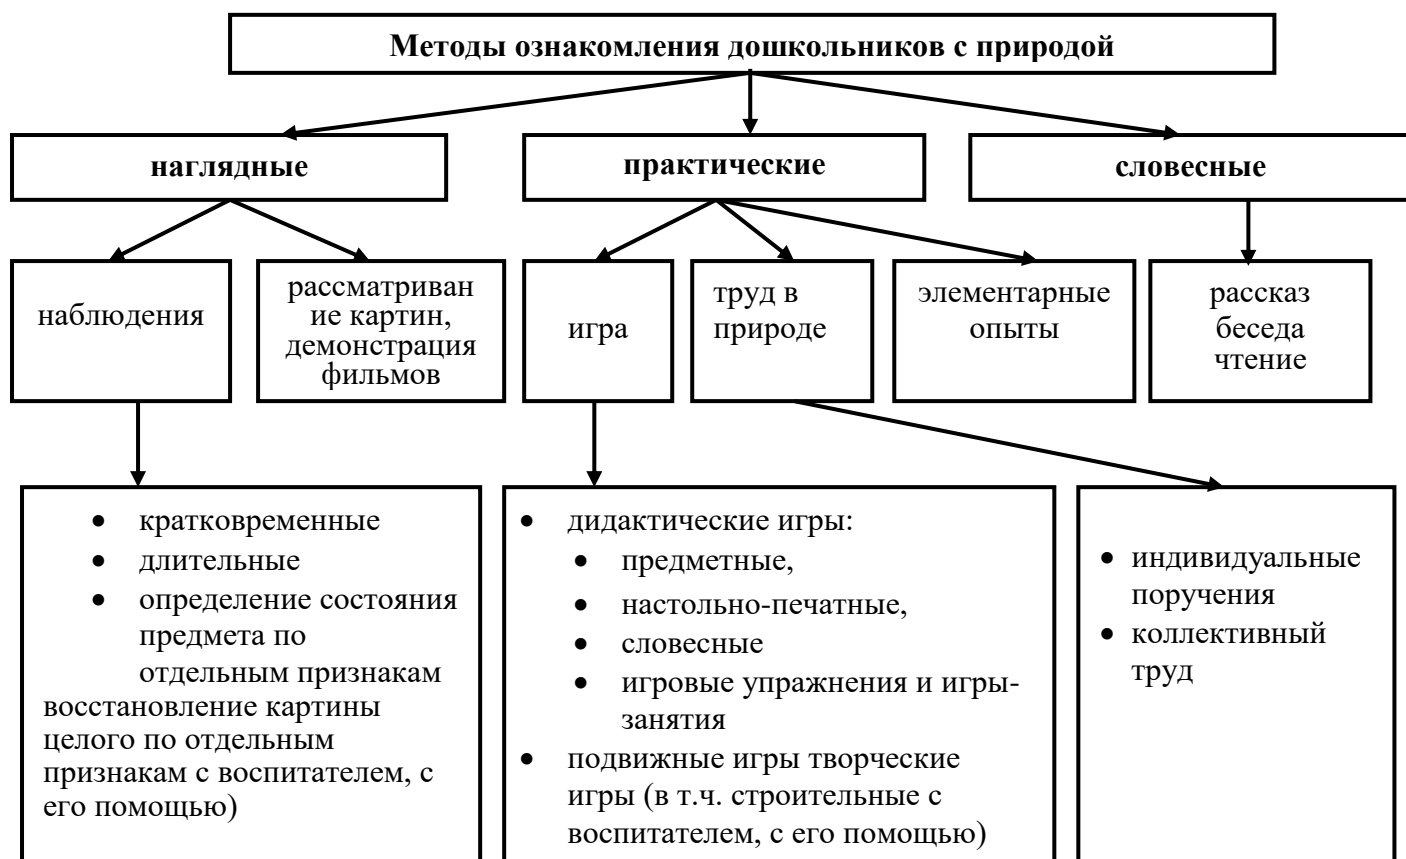 Методы ознакомления дошкольников с природой
наглядные
практические
словесные
наблюдения
рассматриван
ие картин,
демонстрация
фильмов
игра
труд в
природе
элементарные
опыты
рассказ
беседа
чтение
• кратковременные
• длительные
• определение состояния
предмета по
отдельным признакам
восстановление картины
целого по отдельным
признакам с воспитателем, с
его помощью)
• дидактические игры:
• предметные,
• настольно-печатные,
• словесные
• игровые упражнения и игры-
занятия
• подвижные игры творческие
игры (в т.ч. строительные с
воспитателем, с его помощью)
• индивидуальные
поручения
• коллективный
труд